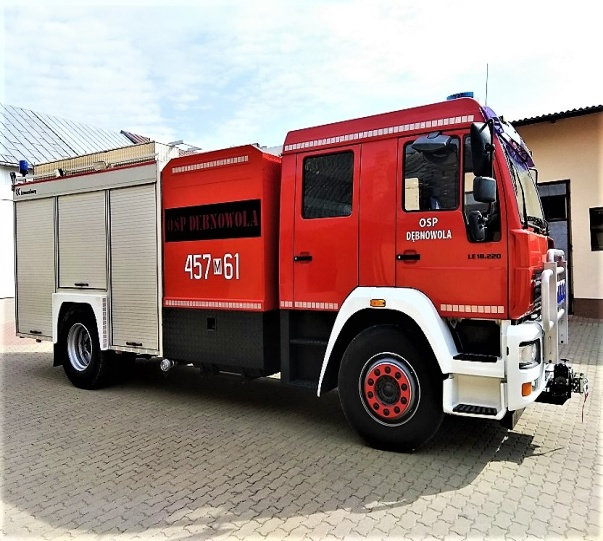 OSP DĘBNOWOLA
457 M 61
OSP
DĘBNOWOLA
LE 18.220